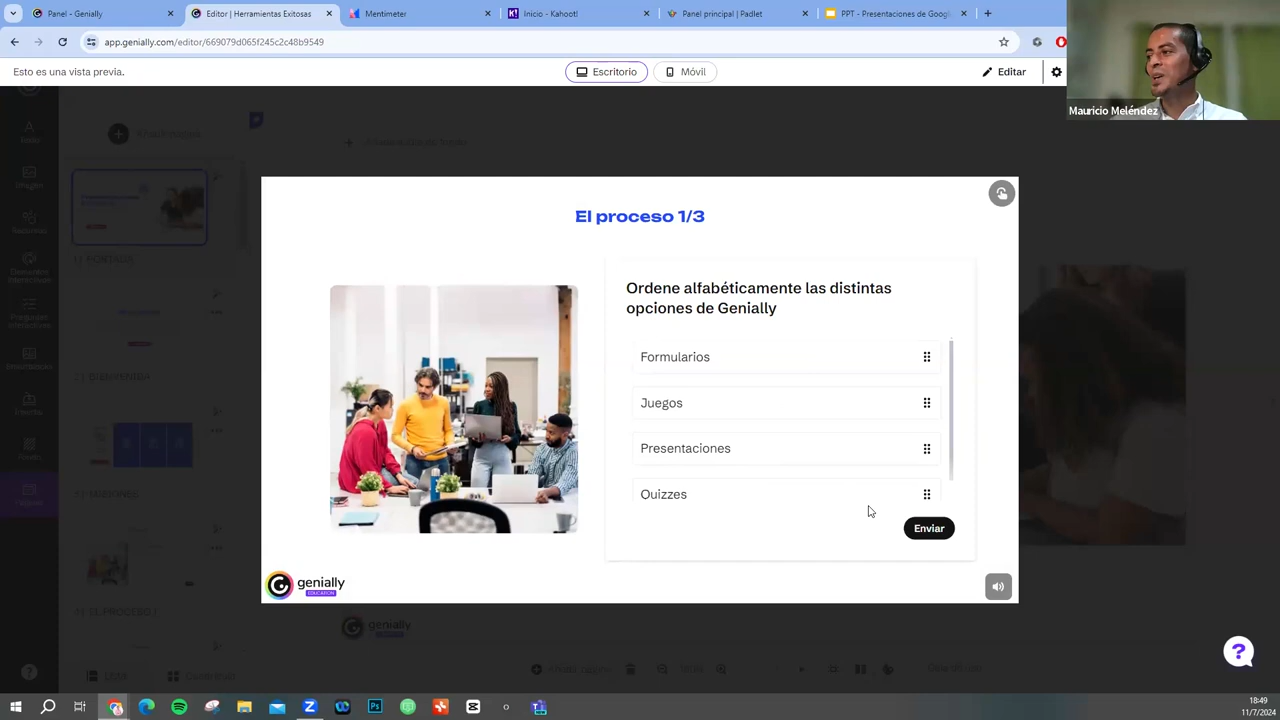 Panel - Genially
Editor | Herramientas Exitosas
Mentimeter
Inicio - Kahoot!
Panel principal | Padlet
PPT - Presentaciones de Google
app.genially.com/editor/669079d065f245c2c48b9549
Esto es una vista previa.
Escritorio
Móvil
Editar
Mauricio Meléndez
El proceso 1/3
Ordene alfabéticamente las distintas
opciones de Genially
Formularios
Juegos
Presentaciones
Quizzes
Enviar
genially
EDUCATION
genially
18:49
11/7/2024